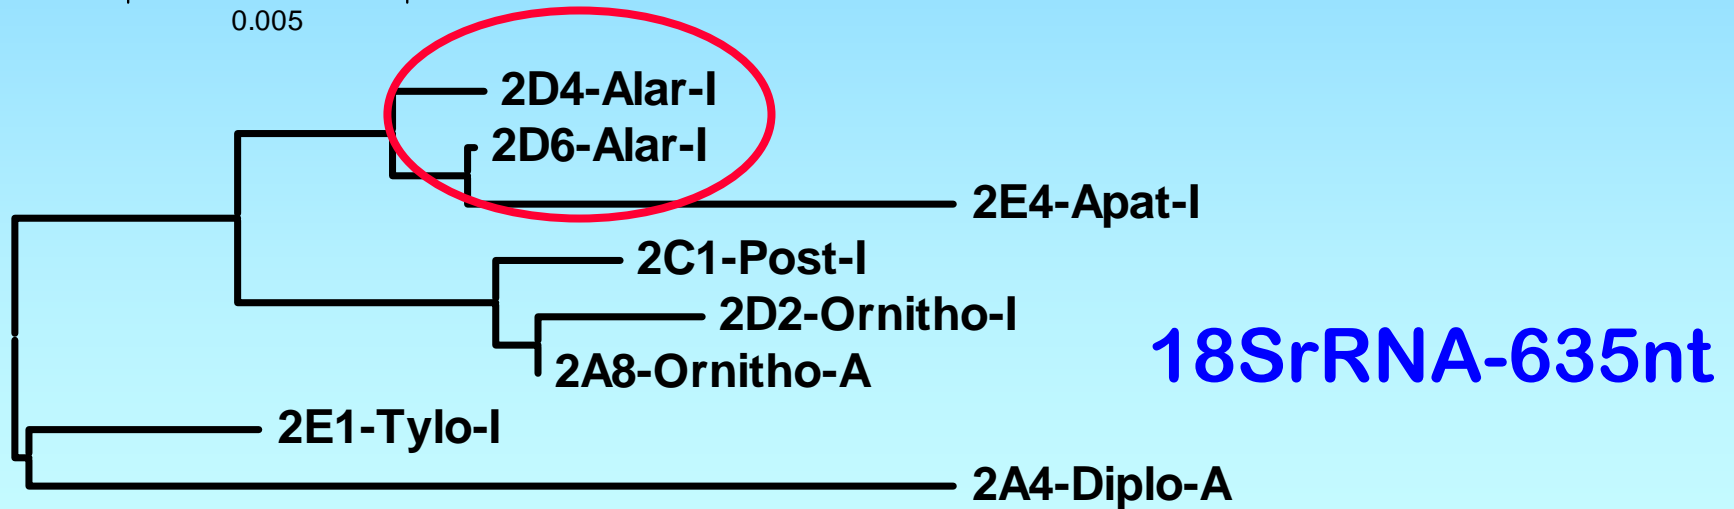 0.005
2D4-Alar-I
2D6-Alar-I
2E4-Apat-I
2C1-Post-I
2D2-Ornitho-I
18SrRNA-635nt
2A8-Ornitho-A
2E1-Tylo-I
2A4-Diplo-A